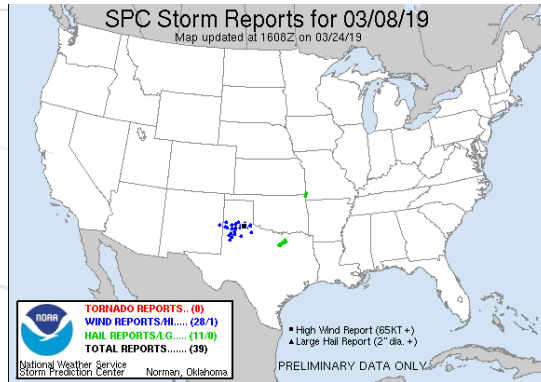 SPC Storm Reports for 03/08/19
Map updated at 1608Z on 03/24/19
NOAA
TORNADO REPORTS.. (0)
WIND REPORTS/HI..... (28/1)
HAIL REPORTS/LG..... (11/0)
TOTAL REPORTS....... (39)
National Weather Service
Storm Prediction Center Norman, Oklahoma
High Wind Report (65KT +)
Large Hail Report (2" dia. +)
PRELIMINARY DATA ONLY